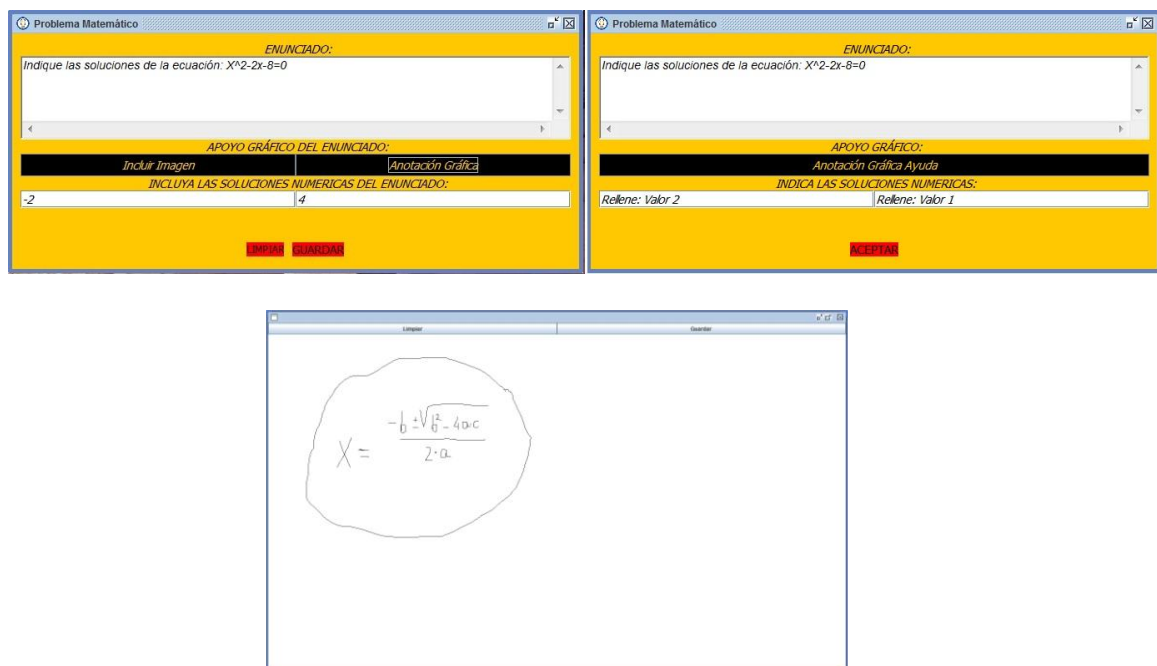 Problema Matemático
ENUNCIADO:
Indique las soluciones de la ecuación: X^2-2x-8=0
APOYO GRÁFICO DEL ENUNCIADO:
Incluir Imagen Anotación Gráfica
INCLUYA LAS SOLUCIONES NUMERICAS DEL ENUNCIADO:
-2 4
LIMPIAR GUARDAR
Problema Matemático
ENUNCIADO:
Indique las soluciones de la ecuación: X^2-2x-8=0
APOYO GRÁFICO:
Anotación Gráfica Ayuda
INDICA LAS SOLUCIONES NUMERICAS:
Rellene: Valor 2 Rellene: Valor 1
ACEPTAR
Limpiar Guardar
-b ±√b²-4ac
X =
2·a